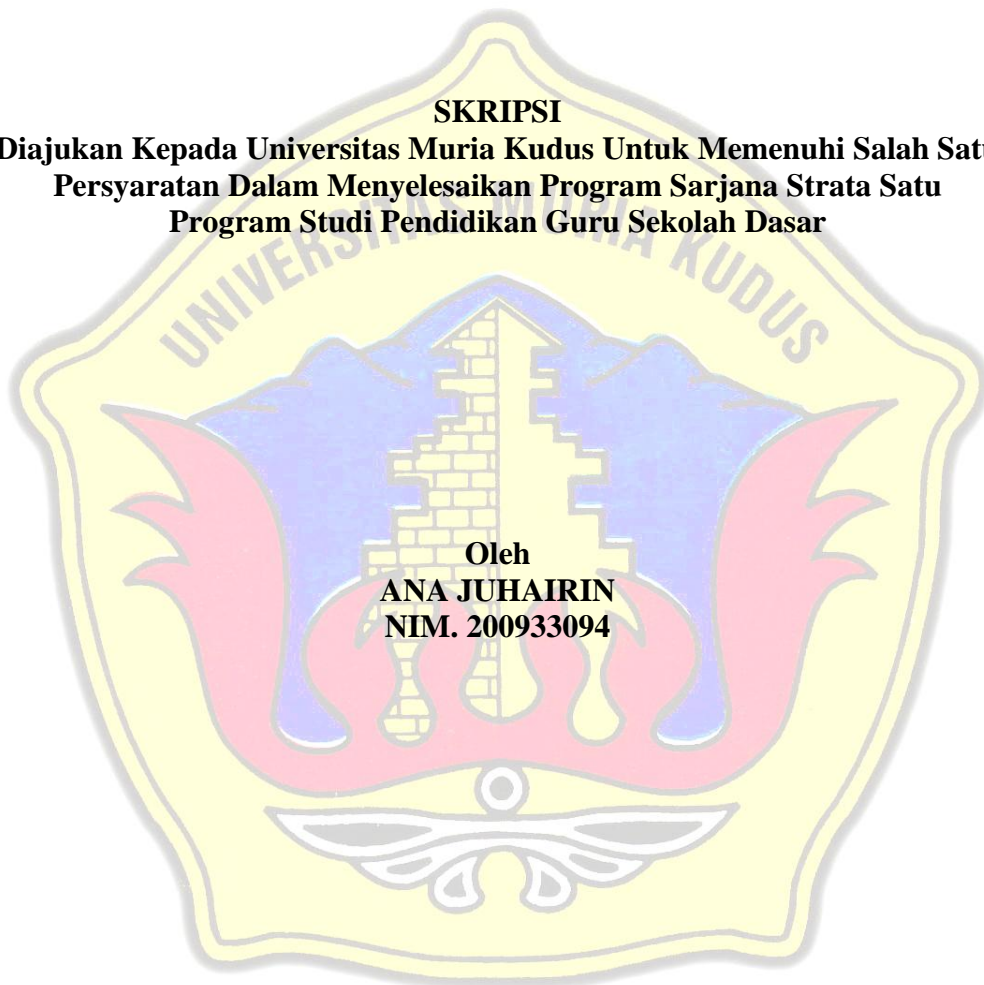 SKRIPSI
Diajukan Kepada Universitas Muria Kudus Untuk Memenuhi Salah Satu
Persyaratan Dalam Menyelesaikan Program Sarjana Strata Satu
Program Studi Pendidikan Guru Sekolah Dasar
UNIVERSITAS MURIA KUDUS
Oleh
ANA JUHAIRIN
NIM. 200933094